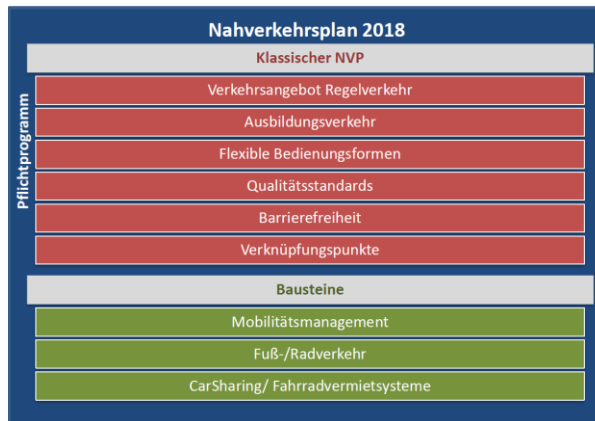 Nahverkehrsplan 2018
Klassischer NVP
Pflichtprogramm
Verkehrsangebot Regelverkehr
Ausbildungsverkehr
Flexible Bedienungsformen
Qualitätsstandards
Barrierefreiheit
Verknüpfungspunkte
Bausteine
Mobilitätsmanagement
Fuß-/Radverkehr
CarSharing/ Fahrradvermietsysteme